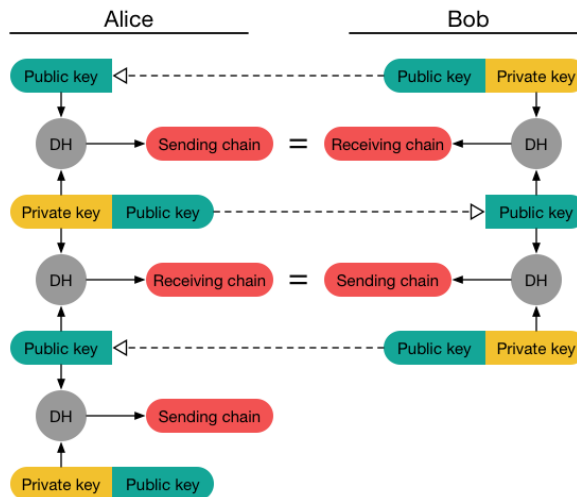 Alice Bob
Public key Public key Private key
DH Sending chain = Receiving chain DH
Private key Public key Public key
DH Receiving chain = Sending chain DH
Public key Public key Private key
DH Sending chain
Private key Public key